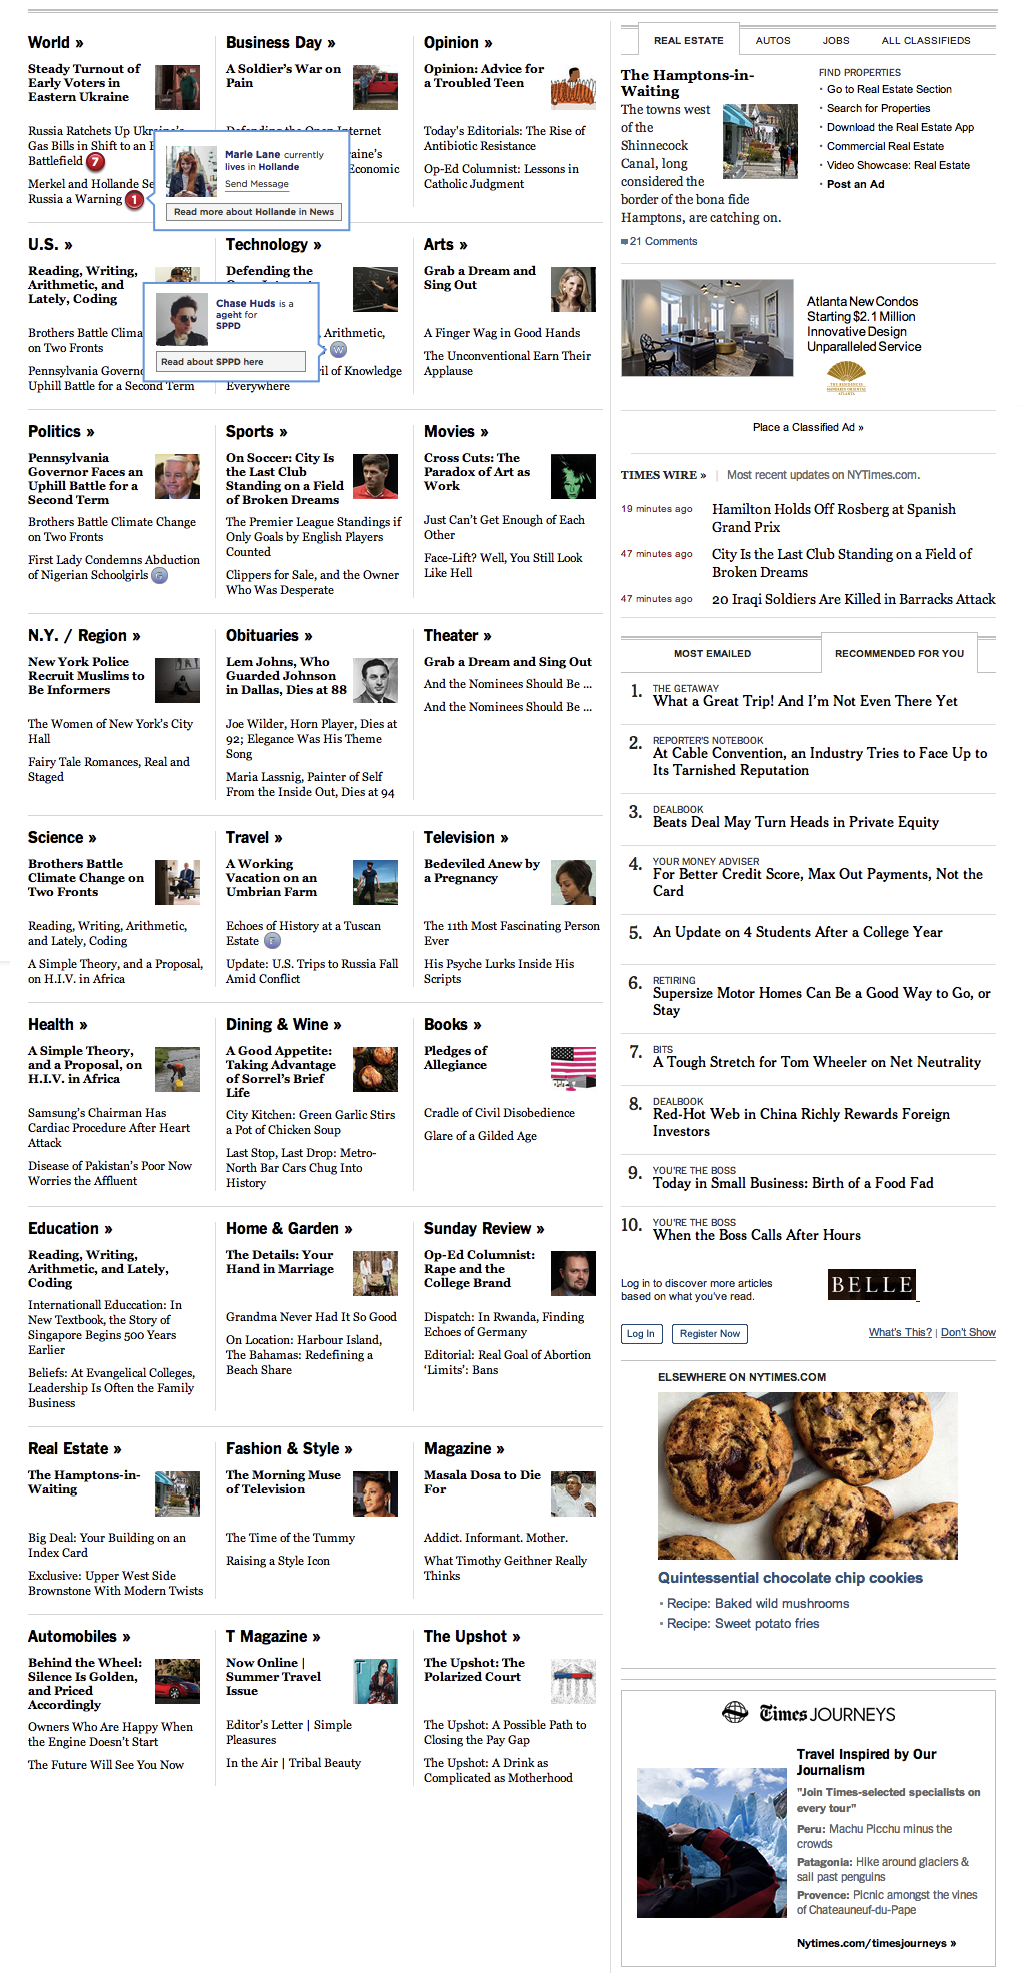 World »
Steady Turnout of
Early Voters in
Eastern Ukraine
Russia Ratchets Up Ukraine's
Gas Bills in Shift to an E
Battlefield 7
Merkel and Hollande Se
Russia a Warning 1
Business Day »
A Soldier's War on
Pain
Defending the Open Internet
raine's
Economic
Marie Lane currently
lives in Hollande
Send Message
Read more about Hollande in News
Opinion »
Opinion: Advice for
a Troubled Teen
Today's Editorials: The Rise of
Antibiotic Resistance
Op-Ed Columnist: Lessons in
Catholic Judgment
U.S. »
Reading, Writing,
Arithmetic, and
Lately, Coding
Brothers Battle Clima
on Two Fronts
Pennsylvania Governo
Uphill Battle for a Second Term
Technology »
Defending the
Arithmetic,
W
vil of Knowledge
Everywhere
Chase Huds is a
ageht for
SPPD
Read about SPPD here
Arts »
Grab a Dream and
Sing Out
A Finger Wag in Good Hands
The Unconventional Earn Their
Applause
Politics »
Pennsylvania
Governor Faces an
Uphill Battle for a
Second Term
Brothers Battle Climate Change
on Two Fronts
First Lady Condemns Abduction
of Nigerian Schoolgirls
Sports »
On Soccer: City Is
the Last Club
Standing on a Field
of Broken Dreams
The Premier League Standings if
Only Goals by English Players
Counted
Clippers for Sale, and the Owner
Who Was Desperate
Movies »
Cross Cuts: The
Paradox of Art as
Work
Just Can't Get Enough of Each
Other
Face-Lift? Well, You Still Look
Like Hell
N.Y. / Region »
New York Police
Recruit Muslims to
Be Informers
The Women of New York's City
Hall
Fairy Tale Romances, Real and
Staged
Obituaries »
Lem Johns, Who
Guarded Johnson
in Dallas, Dies at 88
Joe Wilder, Horn Player, Dies at
92; Elegance Was His Theme
Song
Maria Lassnig, Painter of Self
From the Inside Out, Dies at 94
Theater »
Grab a Dream and Sing Out
And the Nominees Should Be ...
And the Nominees Should Be ...
Science »
Brothers Battle
Climate Change on
Two Fronts
Reading, Writing, Arithmetic,
and Lately, Coding
A Simple Theory, and a Proposal,
on H.I.V. in Africa
Travel »
A Working
Vacation on an
Umbrian Farm
Echoes of History at a Tuscan
Estate
Update: U.S. Trips to Russia Fall
Amid Conflict
Television »
Bedeviled Anew by
a Pregnancy
The 11th Most Fascinating Person
Ever
His Psyche Lurks Inside His
Scripts
Health »
A Simple Theory,
and a Proposal, on
H.I.V. in Africa
Samsung's Chairman Has
Cardiac Procedure After Heart
Attack
Disease of Pakistan's Poor Now
Worries the Affluent
Dining & Wine »
A Good Appetite:
Taking Advantage
of Sorrel's Brief
Life
City Kitchen: Green Garlic Stirs
a Pot of Chicken Soup
Last Stop, Last Drop: Metro-
North Bar Cars Chug Into
History
Books »
Pledges of
Allegiance
Cradle of Civil Disobedience
Glare of a Gilded Age
Education »
Reading, Writing,
Arithmetic, and Lately,
Coding
Internationall Educcation: In
New Textbook, the Story of
Singapore Begins 500 Years
Earlier
Beliefs: At Evangelical Colleges,
Leadership Is Often the Family
Business
Home & Garden »
The Details: Your
Hand in Marriage
Grandma Never Had It So Good
On Location: Harbour Island,
The Bahamas: Redefining a
Beach Share
Sunday Review »
Op-Ed Columnist:
Rape and the
College Brand
Dispatch: In Rwanda, Finding
Echoes of Germany
Editorial: Real Goal of Abortion
'Limits': Bans
Real Estate »
The Hamptons-in-
Waiting
Big Deal: Your Building on an
Index Card
Exclusive: Upper West Side
Brownstone With Modern Twists
Fashion & Style »
The Morning Muse
of Television
The Time of the Tummy
Raising a Style Icon
Magazine »
Masala Dosa to Die
For
Addict. Informant. Mother.
What Timothy Geithner Really
Thinks
Automobiles »
Behind the Wheel:
Silence Is Golden,
and Priced
Accordingly
Owners Who Are Happy When
the Engine Doesn't Start
The Future Will See You Now
T Magazine »
Now Online |
Summer Travel
Issue
Editor's Letter | Simple
Pleasures
In the Air | Tribal Beauty
The Upshot »
The Upshot: The
Polarized Court
The Upshot: A Possible Path to
Closing the Pay Gap
The Upshot: A Drink as
Complicated as Motherhood
REAL ESTATE
AUTOS
JOBS
ALL CLASSIFIEDS
The Hamptons-in-
Waiting
The towns west
of the
Shinnecock
Canal, long
considered the
border of the bona fide
Hamptons, are catching on.
21 Comments
FIND PROPERTIES
· Go to Real Estate Section
· Search for Properties
· Download the Real Estate App
· Commercial Real Estate
· Video Showcase: Real Estate
· Post an Ad
Atlanta New Condos
Starting $2.1 Million
Innovative Design
Unparalleled Service
THE RESIDENCES
MANDARIN ORIENTAL
ATLANTA
Place a Classified Ad »
TIMES WIRE » | Most recent updates on NYTimes.com.
19 minutes ago Hamilton Holds Off Rosberg at Spanish
Grand Prix
47 minutes ago City Is the Last Club Standing on a Field of
Broken Dreams
47 minutes ago 20 Iraqi Soldiers Are Killed in Barracks Attack
MOST EMAILED
RECOMMENDED FOR YOU
1. THE GETAWAY
What a Great Trip! And I'm Not Even There Yet
2. REPORTER'S NOTEBOOK
At Cable Convention, an Industry Tries to Face Up to
Its Tarnished Reputation
3. DEALBOOK
Beats Deal May Turn Heads in Private Equity
4. YOUR MONEY ADVISER
For Better Credit Score, Max Out Payments, Not the
Card
5. An Update on 4 Students After a College Year
6. RETIRING
Supersize Motor Homes Can Be a Good Way to Go, or
Stay
7. BITS
A Tough Stretch for Tom Wheeler on Net Neutrality
8. DEALBOOK
Red-Hot Web in China Richly Rewards Foreign
Investors
9. YOU'RE THE BOSS
Today in Small Business: Birth of a Food Fad
10. YOU'RE THE BOSS
When the Boss Calls After Hours
Log in to discover more articles
based on what you've read.
BELLE
Log In
Register Now
What's This? | Don't Show
ELSEWHERE ON NYTIMES.COM
Quintessential chocolate chip cookies
· Recipe: Baked wild mushrooms
· Recipe: Sweet potato fries
Times JOURNEYS
Travel Inspired by Our
Journalism
"Join Times-selected specialists on
every tour"
Peru: Machu Picchu minus the
crowds
Patagonia: Hike around glaciers &
sail past penguins
Provence: Picnic amongst the vines
of Chateauneuf-du-Pape
Nytimes.com/timesjourneys »